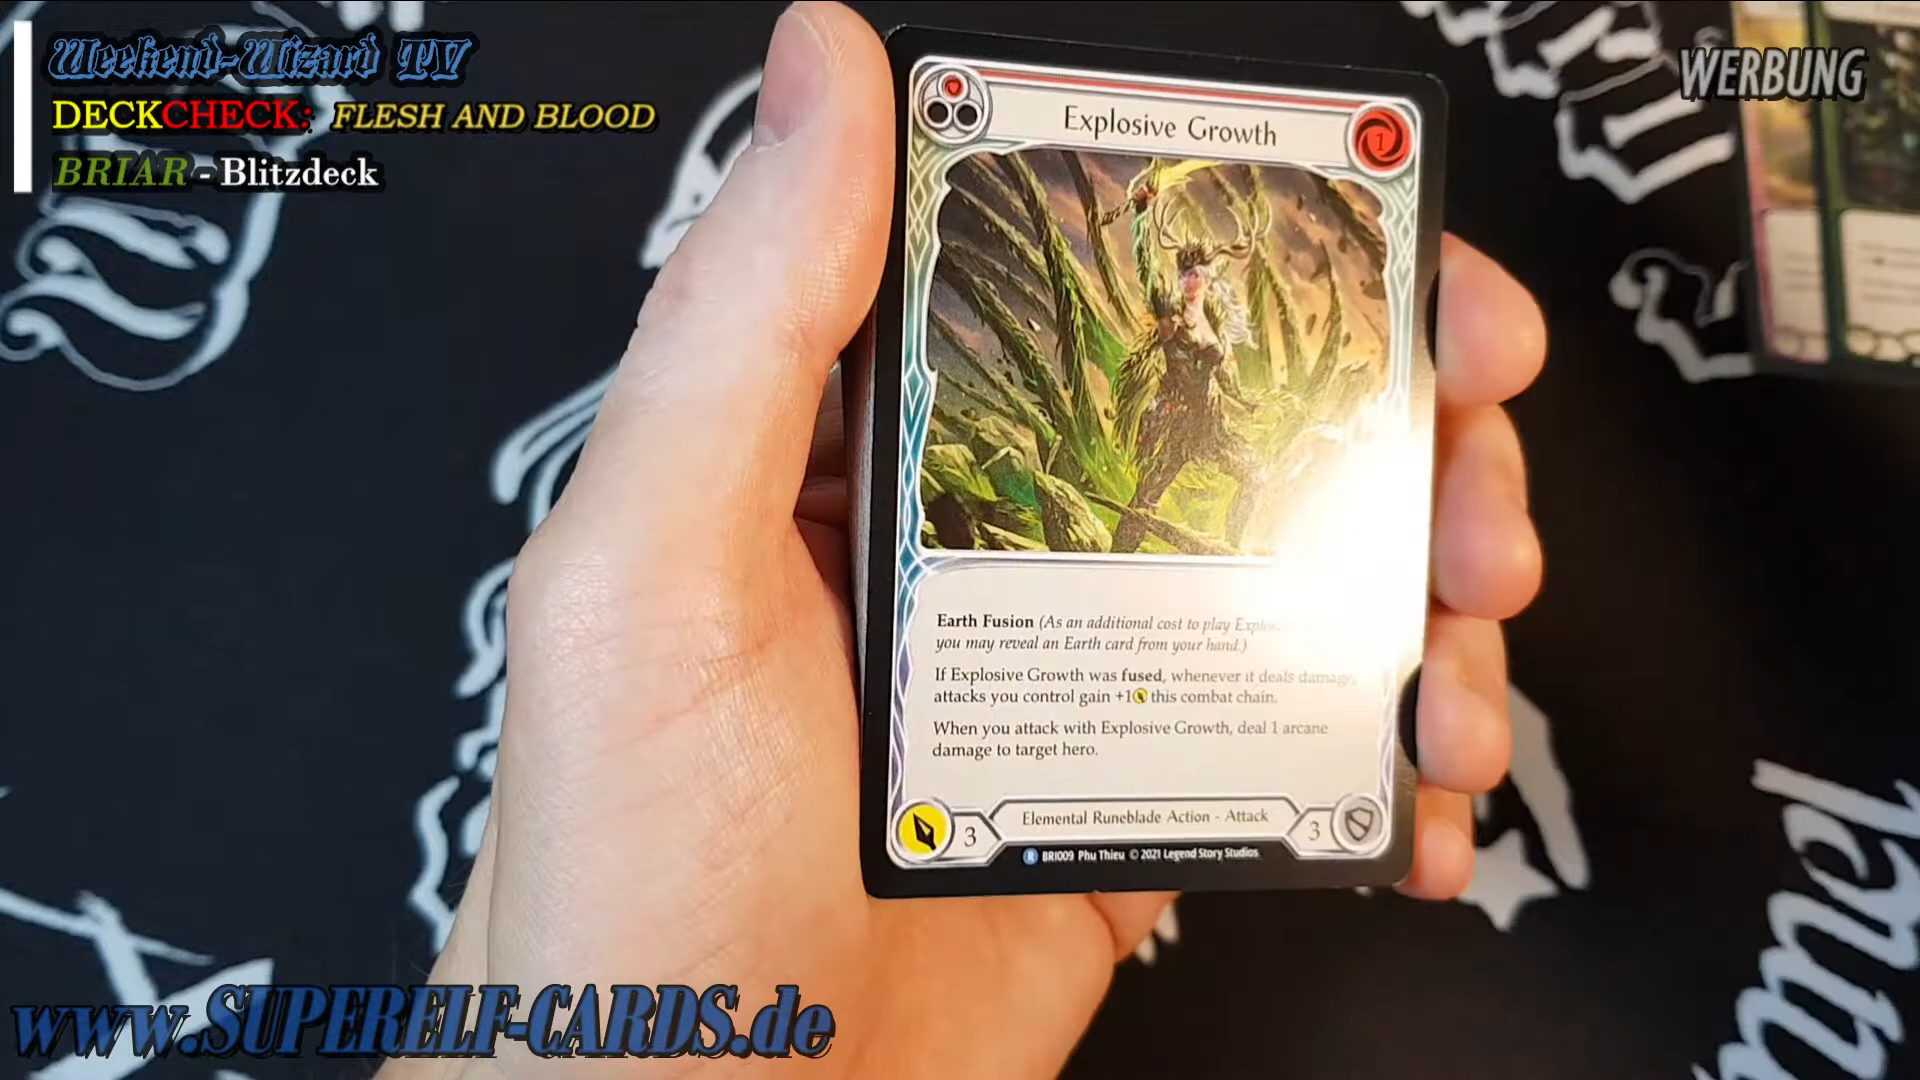 Weekend-Wizard TV
DECKCHECK: FLESH AND BLOOD
BRIAR - Blitzdeck
WERBUNG
Explosive Growth
1
Earth Fusion (As an additional cost to play
you may reveal an Earth card from your hand.)
If Explosive Growth was fused, whenever it deals damage,
attacks you control gain +1 this combat chain.
When you attack with Explosive Growth, deal 1 arcane
damage to target hero.
3 Elemental Runeblade Action - Attack 3
R BRI009 Phu Thieu © 2021 Legend Story Studios
www.SUPERELF-CARDS.de